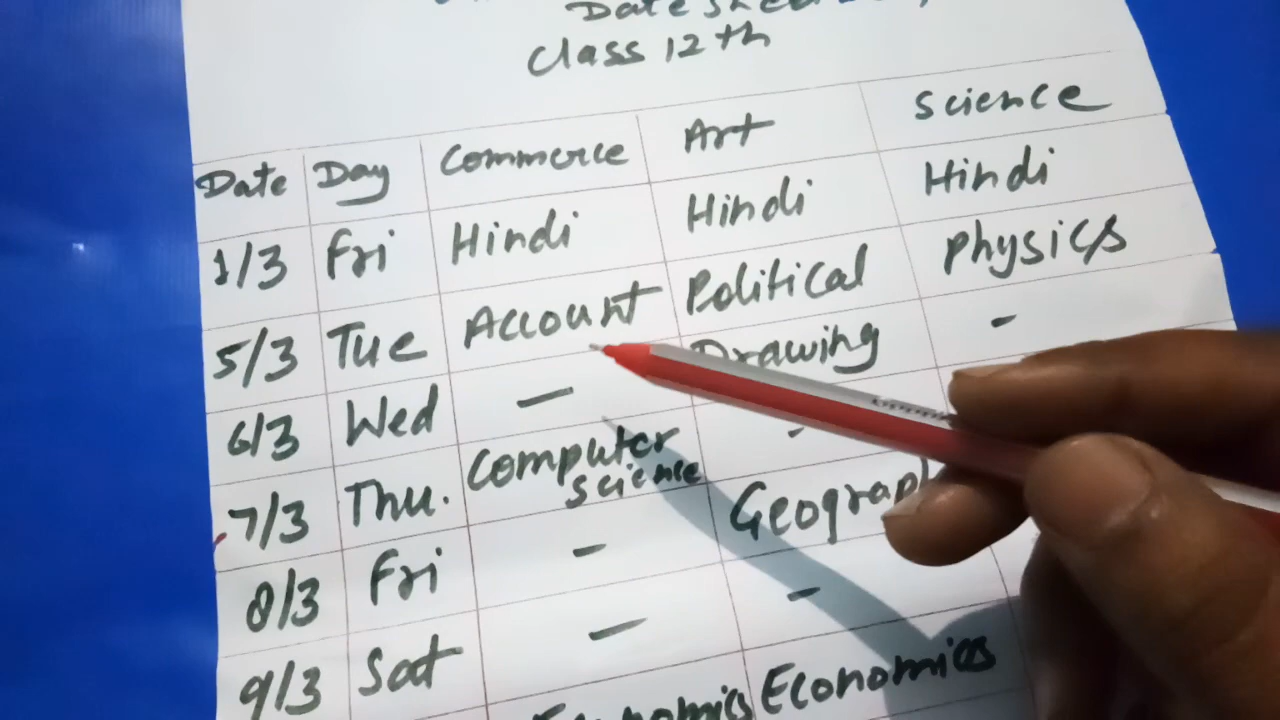 Class 12th
Date Day Commerce Art Science
1/3 Fri Hindi Hindi Hindi
5/3 Tue Account Political Physics
6/3 Wed — Drawing -
7/3 Thu. Computer Science -
8/3 Fri -
9/3 Sat — -
Economics